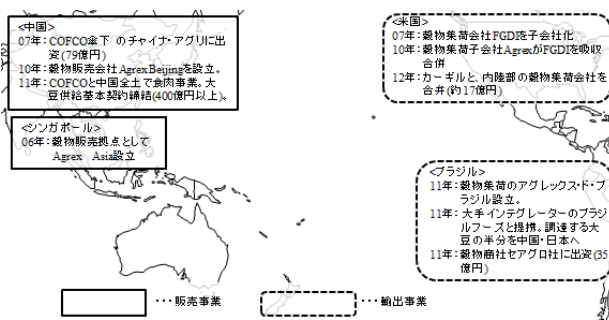 <中国>
07年：COFCO傘下のチャイナ・アグリに出
資(79億円)
10年：穀物販売会社Agrex Beijingを設立。
11年：COFCOと中国全土で食肉事業。大
豆供給基本契約締結(400億円以上)。
<シンガポール>
06年：穀物販売拠点として
Agrex Asia設立
<米国>
07年：穀物集荷会社FGDIを子会社化
10年：穀物集荷子会社AgrexがFGDIを吸収
合併
12年：カーギルと、内陸部の穀物集荷会社を
合弁(約17億円)
<ブラジル>
11年：穀物集荷のアグレックス・ド・ブ
ラジル設立。
11年：大手インテグレーターのブラジ
ルフーズと提携。調達する大
豆の半分を中国・日本へ
11年：穀物商社セアグロ社に出資(35
億円)
…販売事業
…輸出事業